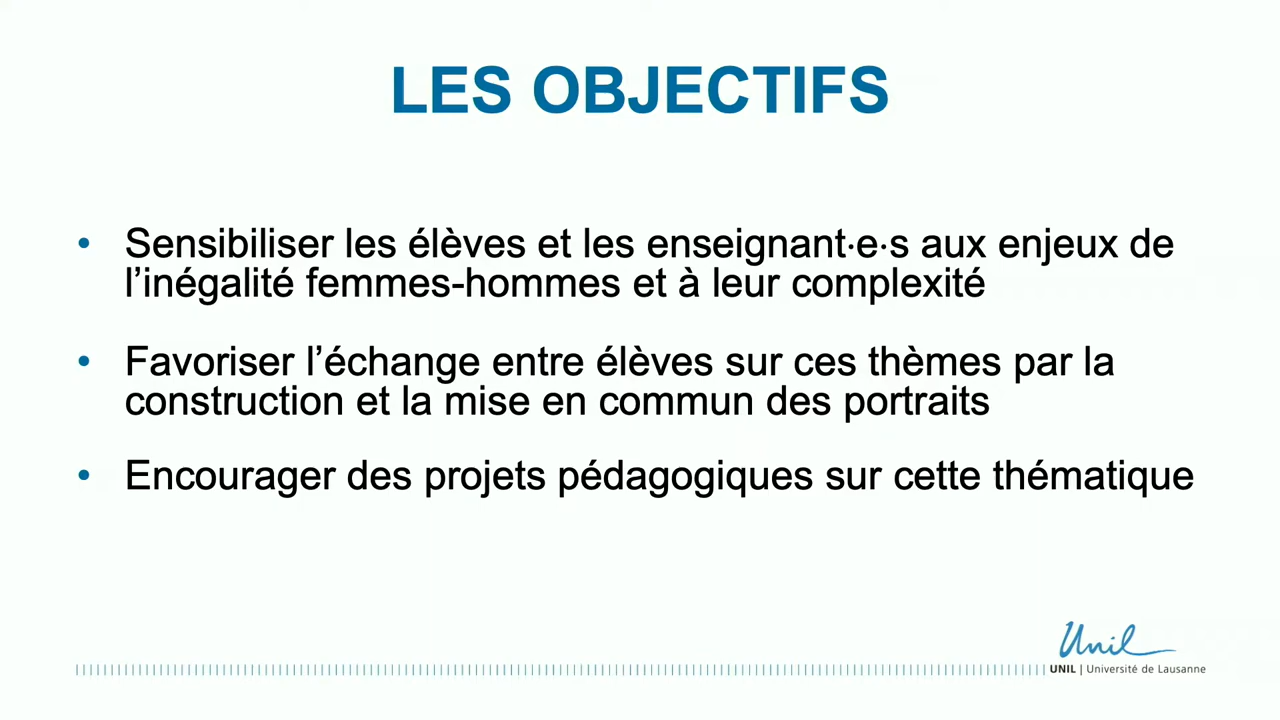 LES OBJECTIFS
• Sensibiliser les élèves et les enseignant·e·s aux enjeux de
l’inégalité femmes-hommes et à leur complexité
• Favoriser l’échange entre élèves sur ces thèmes par la
construction et la mise en commun des portraits
• Encourager des projets pédagogiques sur cette thématique
Unil
UNIL | Université de Lausanne